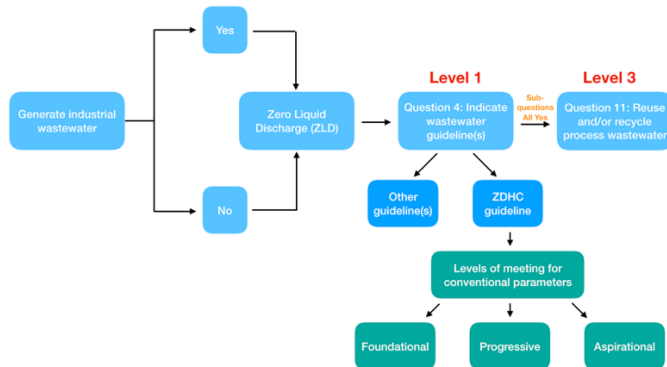 Yes
Level 1
Level 3
Generate industrial
wastewater
Zero Liquid
Discharge (ZLD)
Question 4: Indicate
wastewater
guideline(s)
Sub-
questions
All Yes
Question 11: Reuse
and/or recycle
process wastewater
No
Other
guideline(s)
ZDHC
guideline
Levels of meeting for
conventional parameters
Foundational
Progressive
Aspirational